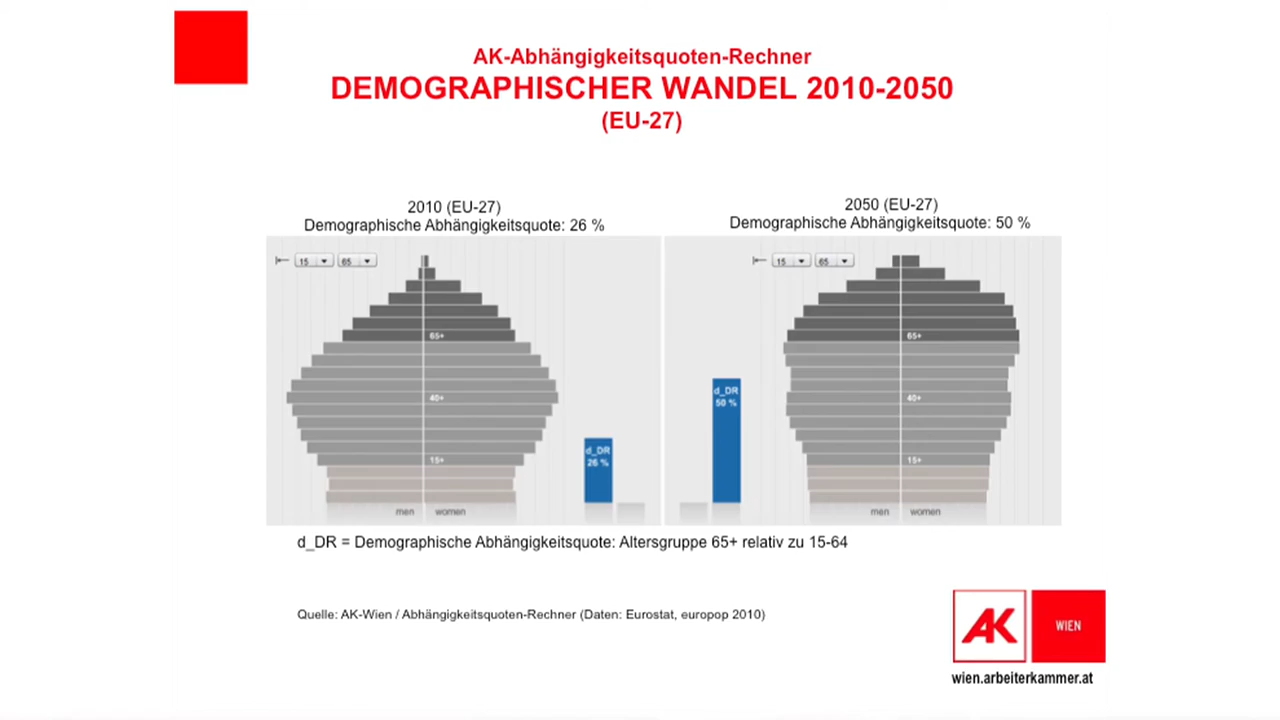 AK-Abhängigkeitsquoten-Rechner
DEMOGRAPHISCHER WANDEL 2010-2050
(EU-27)
2010 (EU-27)
Demographische Abhängigkeitsquote: 26 %
15
65
65+
40+
15+
d_DR
26 %
men
women
2050 (EU-27)
Demographische Abhängigkeitsquote: 50 %
15
65
65+
d_DR
50 %
40+
15+
men
women
d_DR = Demographische Abhängigkeitsquote: Altersgruppe 65+ relativ zu 15-64
Quelle: AK-Wien / Abhängigkeitsquoten-Rechner (Daten: Eurostat, europop 2010)
AK
WIEN
wien.arbeiterkammer.at